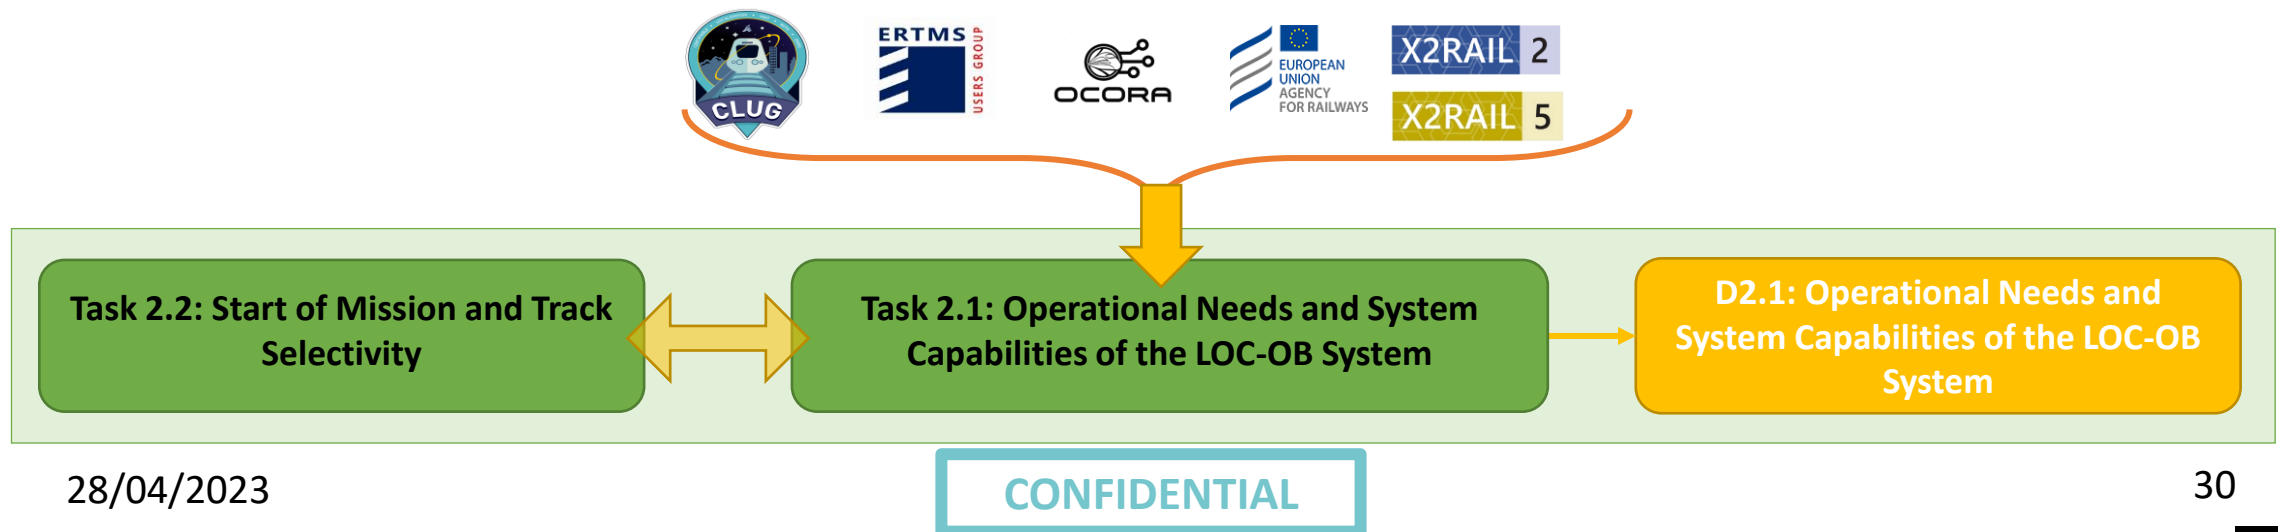 CLUG
ERTMS
USERS GROUP
OCORA
EUROPEAN
UNION
AGENCY
FOR RAILWAYS
X2RAIL 2
X2RAIL 5
Task 2.2: Start of Mission and Track
Selectivity
Task 2.1: Operational Needs and System
Capabilities of the LOC-OB System
D2.1: Operational Needs and
System Capabilities of the LOC-OB
System
28/04/2023
CONFIDENTIAL
30